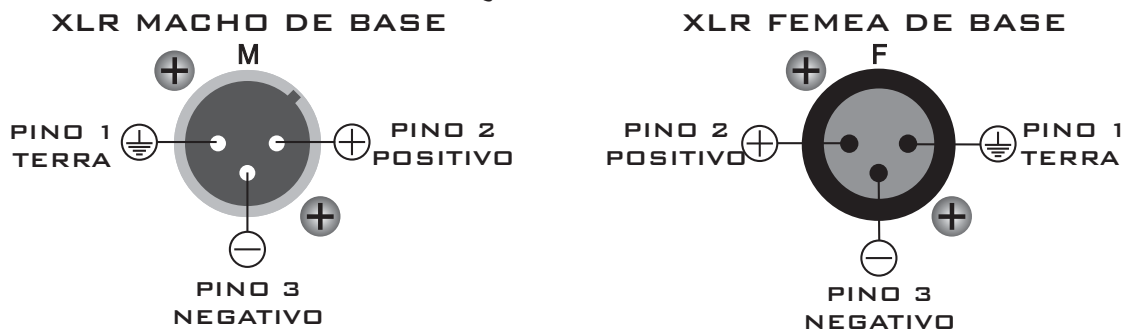 XLR MACHO DE BASE
M
PINO 1
TERRA
PINO 2
POSITIVO
PINO 3
NEGATIVO
XLR FEMEA DE BASE
F
PINO 2
POSITIVO
PINO 1
TERRA
PINO 3
NEGATIVO